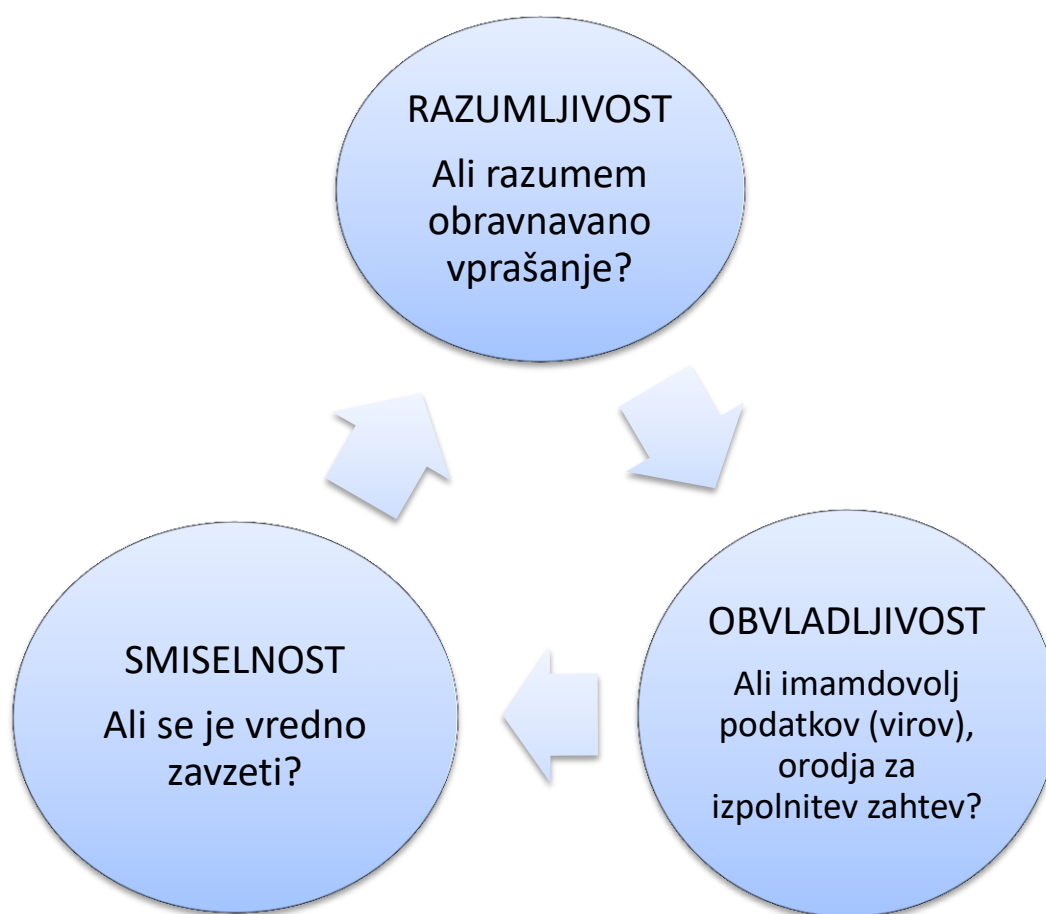 RAZUMLJIVOST
Ali razumem
obravnavano
vprašanje?
OBVLADLJIVOST
Ali imamdovolj
podatkov (virov),
orodja za
izpolnitev zahtev?
SMISELNOST
Ali se je vredno
zavzeti?